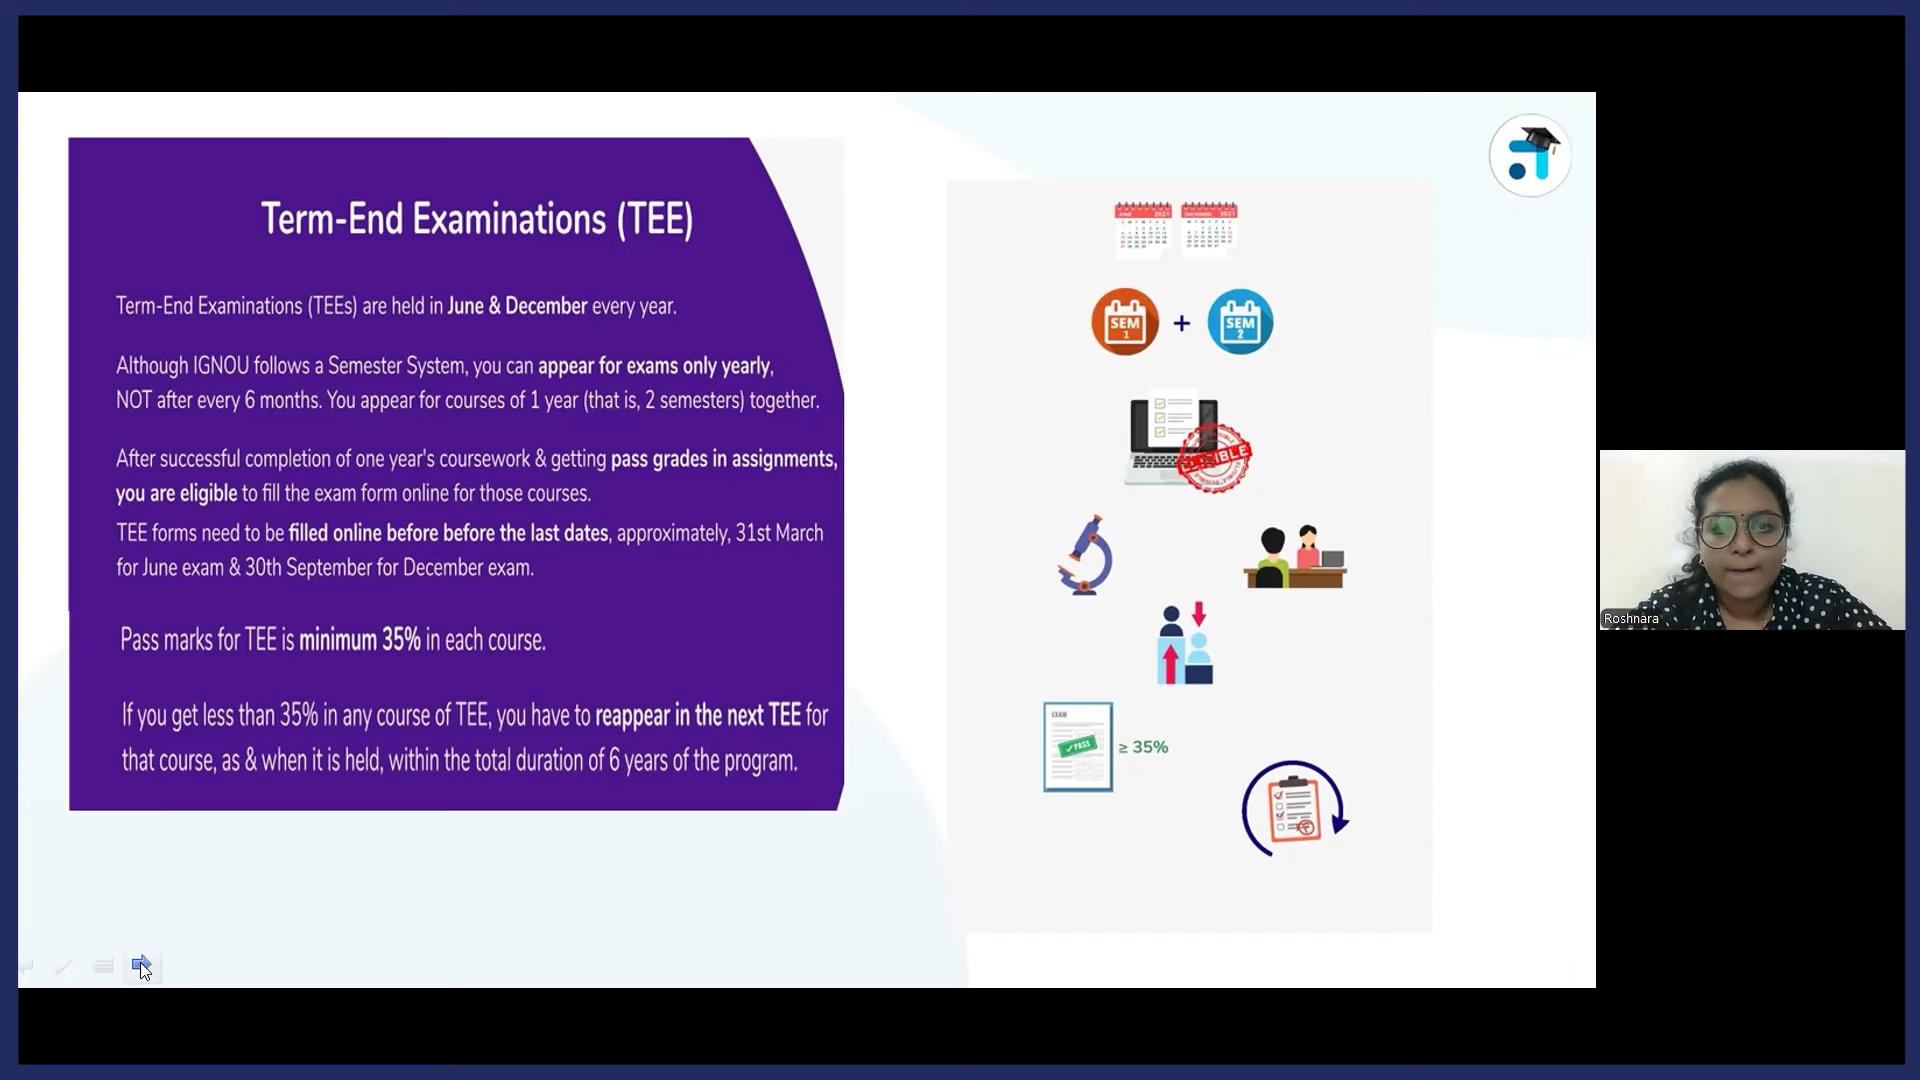 Term-End Examinations (TEE)
Term-End Examinations (TEEs) are held in June & December every year.
Although IGNOU follows a Semester System, you can appear for exams only yearly,
NOT after every 6 months. You appear for courses of 1 year (that is, 2 semesters) together.
After successful completion of one year's coursework & getting pass grades in assignments,
you are eligible to fill the exam form online for those courses.
TEE forms need to be filled online before before the last dates, approximately, 31st March
for June exam & 30th September for December exam.
Pass marks for TEE is minimum 35% in each course.
If you get less than 35% in any course of TEE, you have to reappear in the next TEE for
that course, as & when it is held, within the total duration of 6 years of the program.
2021
2021
SEM
1
+
SEM
2
EXAM
PASS
≥ 35%
Roshnara